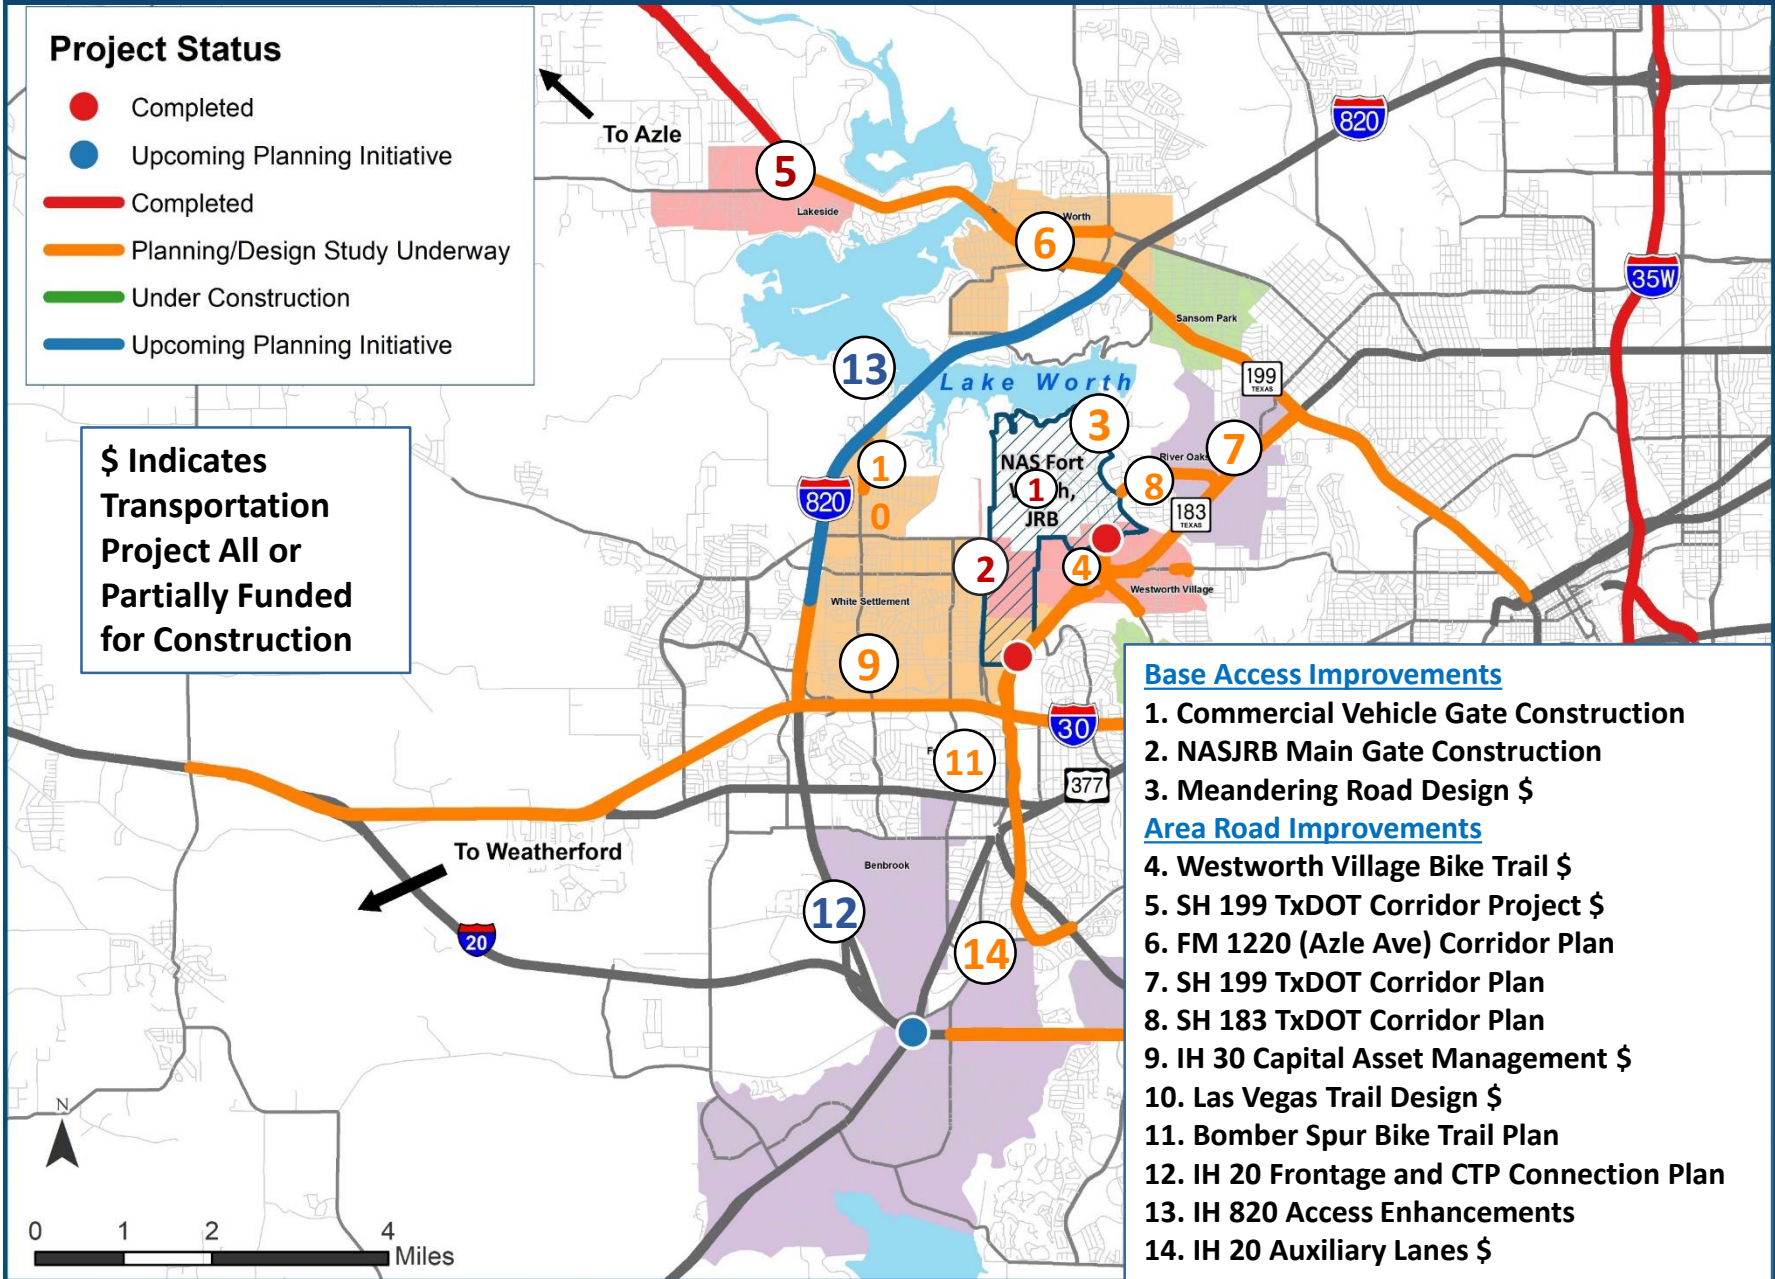 Project Status
Completed
Upcoming Planning Initiative
Completed
Planning/Design Study Underway
Under Construction
Upcoming Planning Initiative
To Azle
820
5
Lakeside
Worth
6
35W
Sansom Park
13
Lake Worth
199
TEXAS
3
$ Indicates
Transportation
Project All or
Partially Funded
for Construction
1
0
820
NAS Fort
1
h,
JRB
River Oaks
7
8
183
TEXAS
2
4
Westworth Village
White Settlement
9
30
11
377
To Weatherford
Benbrook
12
20
14
Base Access Improvements
1. Commercial Vehicle Gate Construction
2. NASJRB Main Gate Construction
3. Meandering Road Design $
Area Road Improvements
4. Westworth Village Bike Trail $
5. SH 199 TxDOT Corridor Project $
6. FM 1220 (Azle Ave) Corridor Plan
7. SH 199 TxDOT Corridor Plan
8. SH 183 TxDOT Corridor Plan
9. IH 30 Capital Asset Management $
10. Las Vegas Trail Design $
11. Bomber Spur Bike Trail Plan
12. IH 20 Frontage and CTP Connection Plan
13. IH 820 Access Enhancements
14. IH 20 Auxiliary Lanes $
N
0 1 2 4
Miles